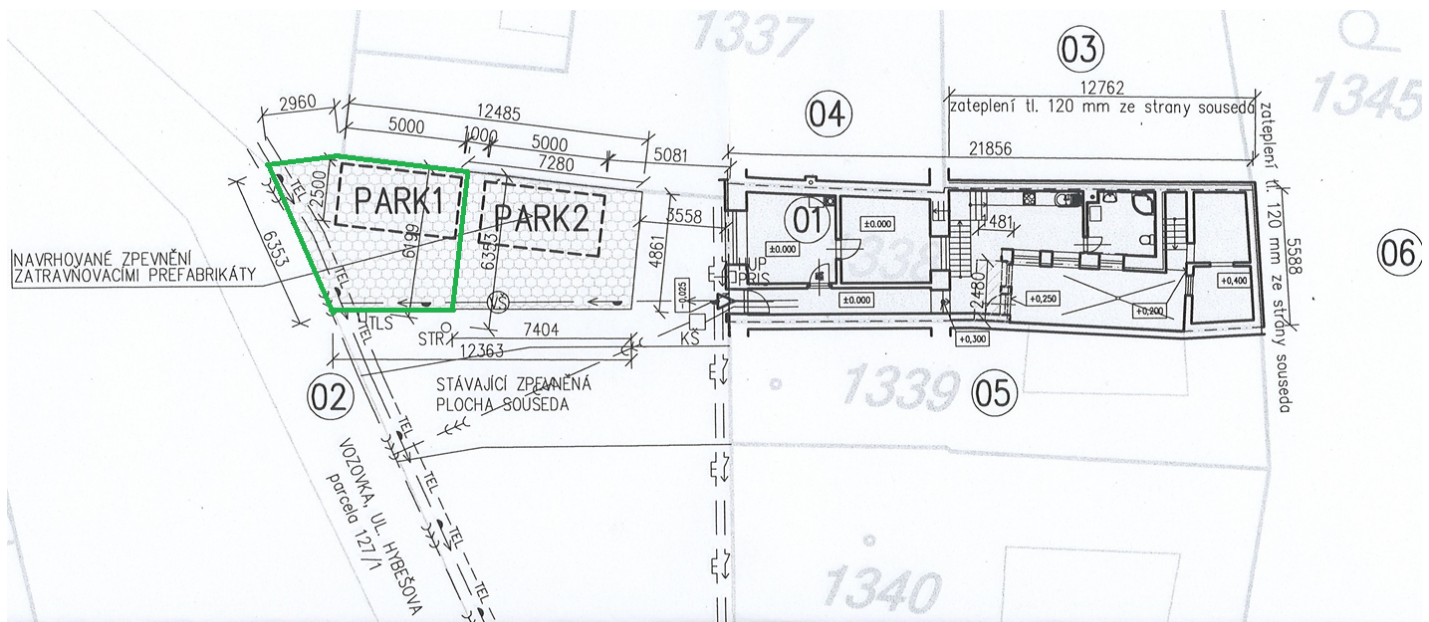 1337
03
1345
12762
zateplení tl. 120 mm ze strany souseda
04
2960
12485
5000
1000
5000
7280
5081
21856
PARK1
PARK2
2500
6199
6353
6353
3558
4861
NAVRHOVANÉ ZPEVNĚNÍ
ZATRAVŇOVACÍMI PREFABRIKÁTY
01
±0.000
±0.000
±0.000
1481
2480
+0,250
+0,200
+0,400
+0,300
-0,025
zateplení tl. 120 mm ze strany souseda
5588
06
HUP
VŠ
KŠ
TLS
STR
7404
12363
STÁVAJÍCÍ ZPEVNĚNÁ
PLOCHA SOUSEDA
02
1339
05
VOZOVKA, UL. HYBEŠOVA
parcela 127/1
TEL
TEL
TEL
TEL
TEL
TEL
TEL
1340